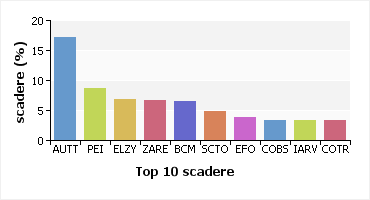 scadere (%)
20
15
10
5
0
AUTT PEI ELZY ZARE BCM SCTO EFO COBS IARV COTR
Top 10 scadere